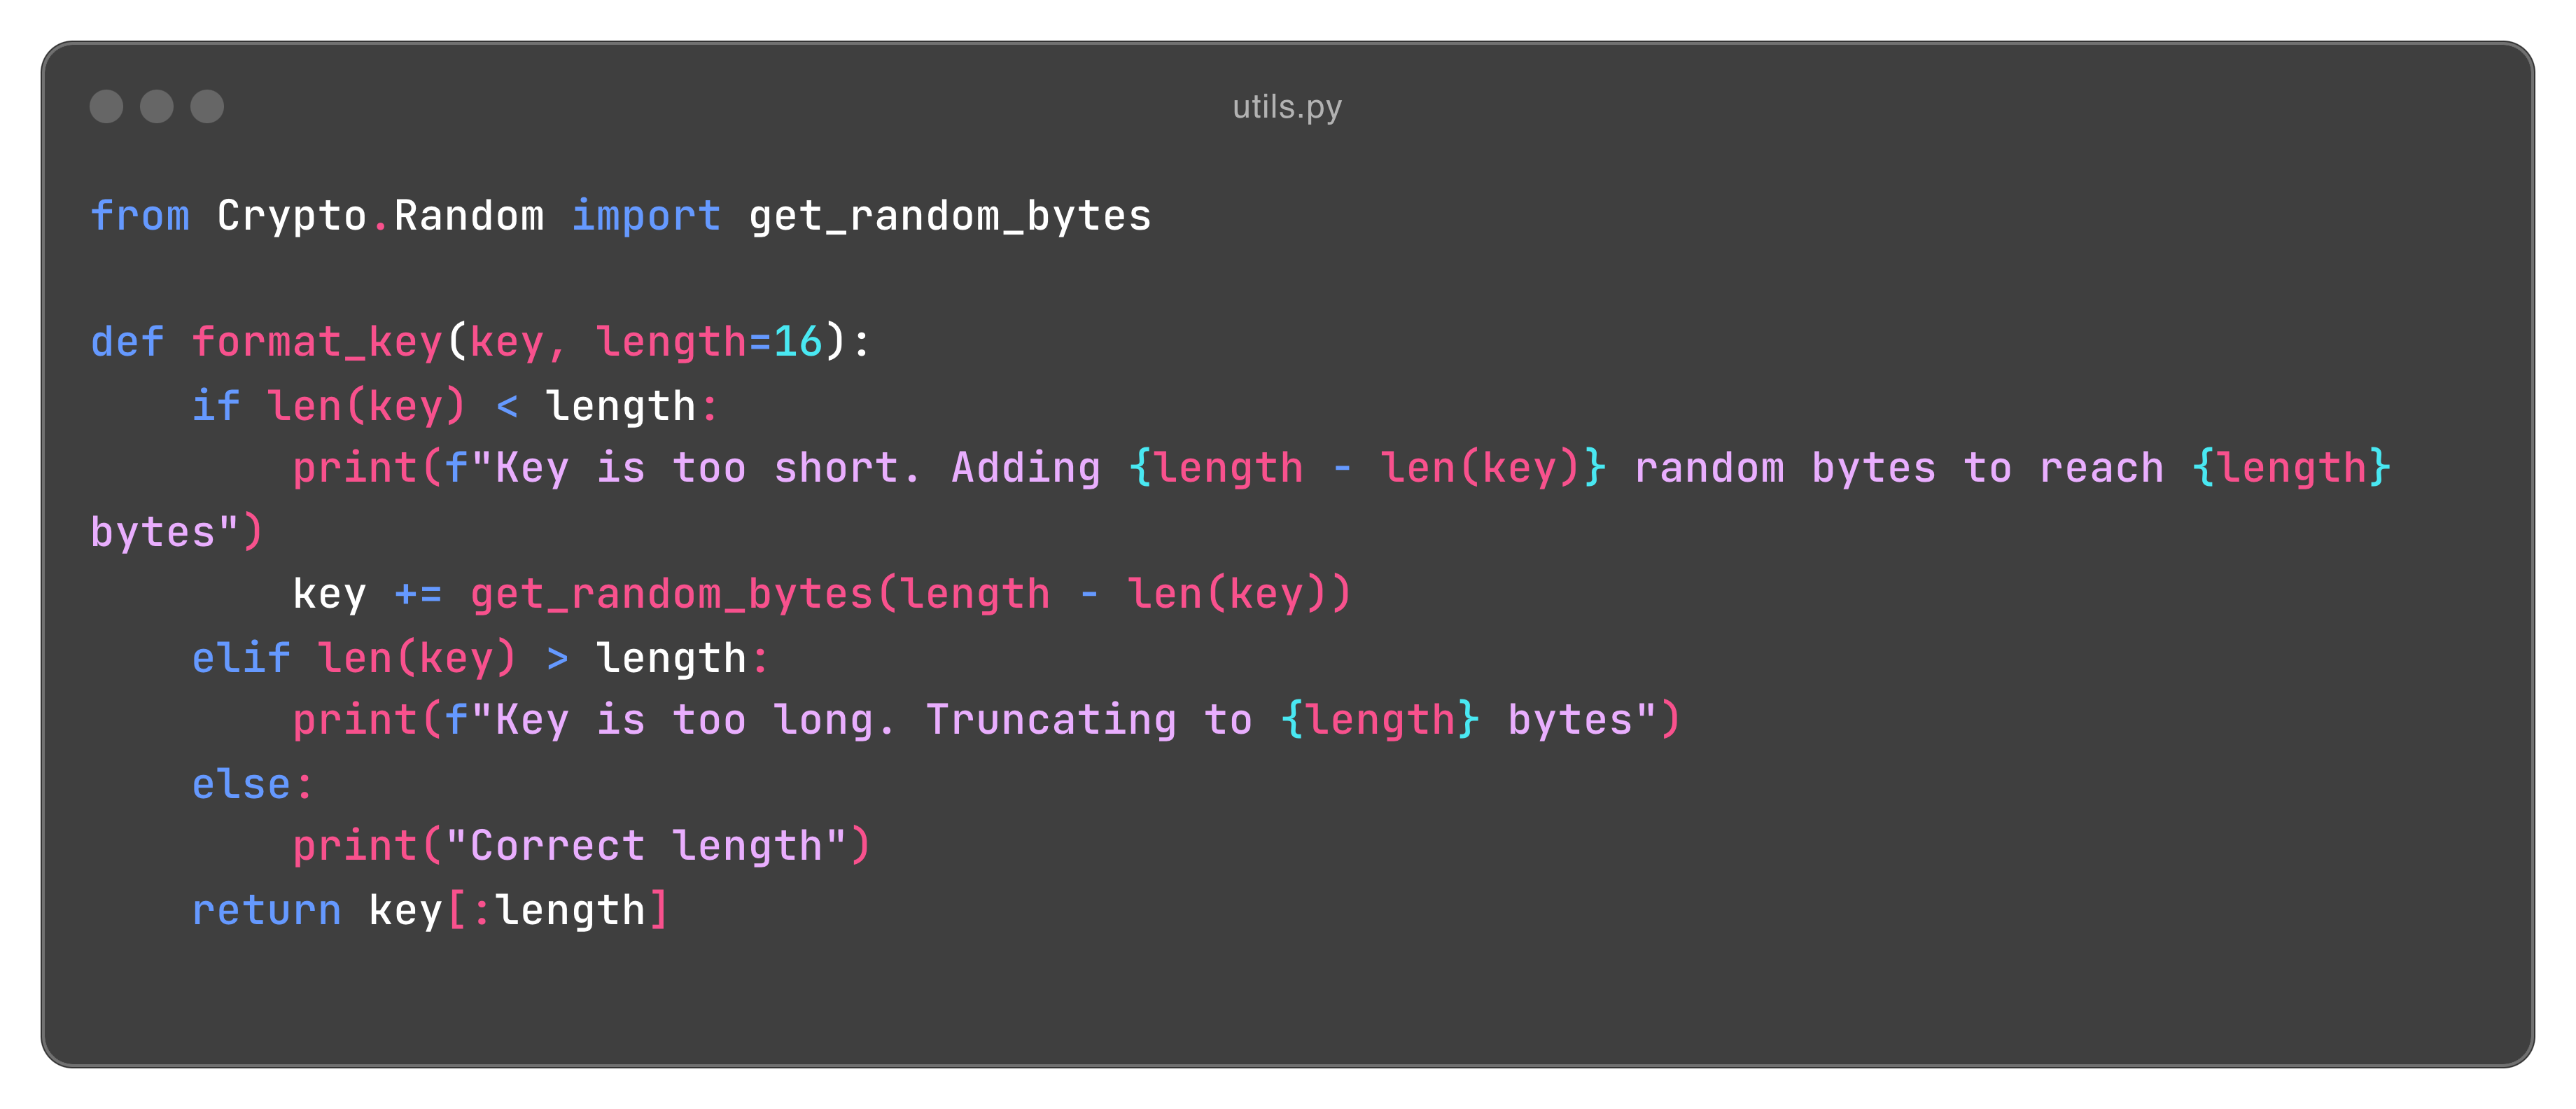 utils.py
from Crypto.Random import get_random_bytes

def format_key(key, length=16):
    if len(key) < length:
        print(f"Key is too short. Adding {length - len(key)} random bytes to reach {length}
bytes")
        key += get_random_bytes(length - len(key))
    elif len(key) > length:
        print(f"Key is too long. Truncating to {length} bytes")
    else:
        print("Correct length")
    return key[:length]